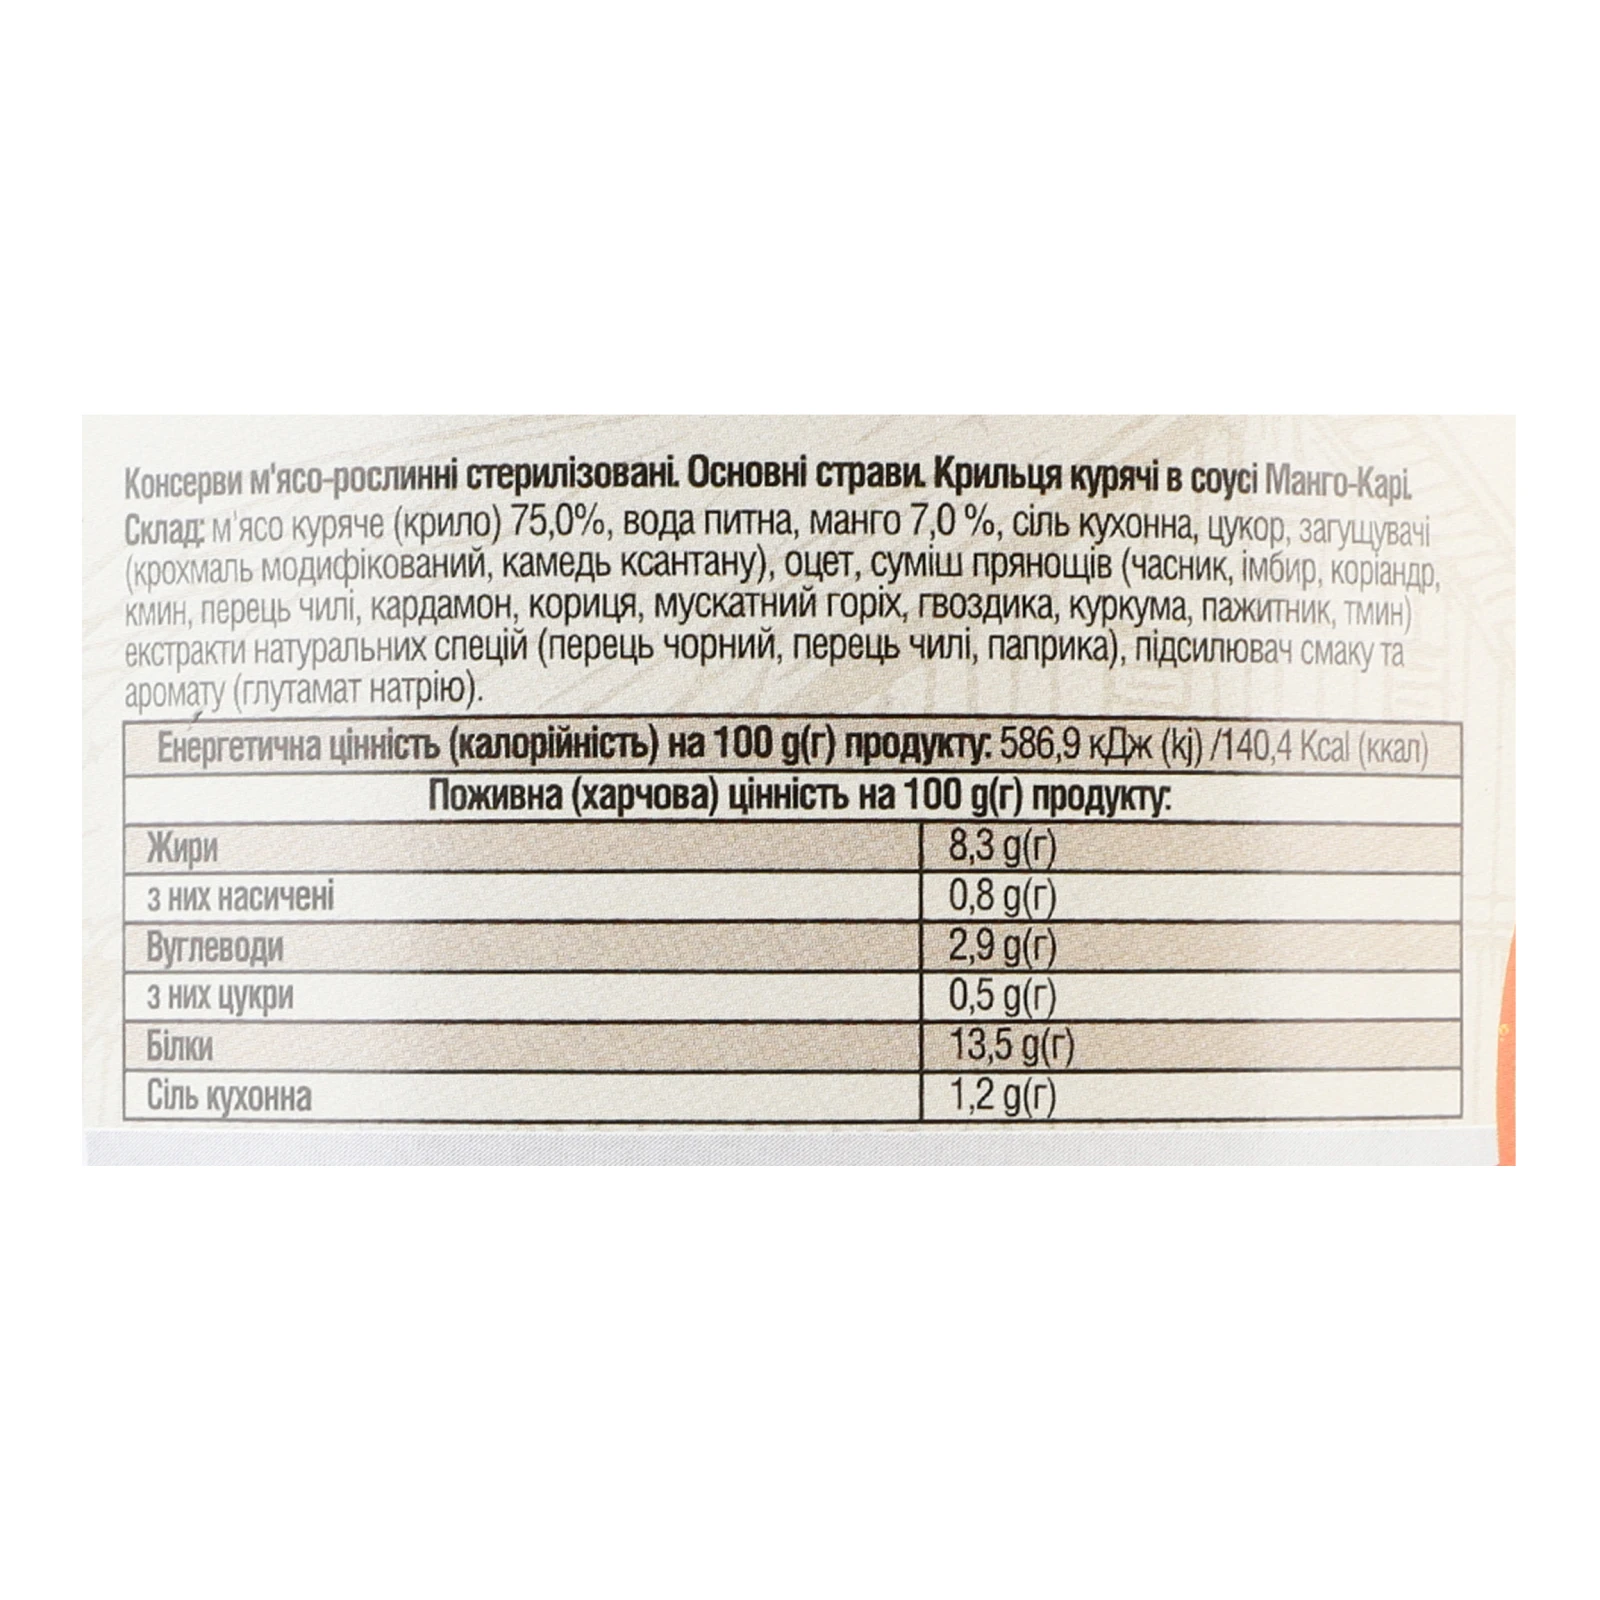 Консерви м'ясо-рослинні стерилізовані. Основні страви. Крильця курячі в соусі Манго-Карі.
Склад: м'ясо куряче (крило) 75,0%, вода питна, манго 7,0 %, сіль кухонна, цукор, загущувачі
(крохмаль модифікований, камедь ксантану), оцет, суміш прянощів (часник, імбир, коріандр,
кмин, перець чилі, кардамон, кориця, мускатний горіх, гвоздика, куркума, пажитник, тмин)
екстракти натуральних спецій (перець чорний, перець чилі, паприка), підсилювач смаку та
аромату (глутамат натрію).
Енергетична цінність (калорійність) на 100 g(г) продукту: 586,9 кДж (kj) /140,4 Kcal (ккал)
Поживна (харчова) цінність на 100 g(г) продукту:
Жири 8,3 g(г)
з них насичені 0,8 g(г)
Вуглеводи 2,9 g(г)
з них цукри 0,5 g(г)
Білки 13,5 g(г)
Сіль кухонна 1,2 g(г)